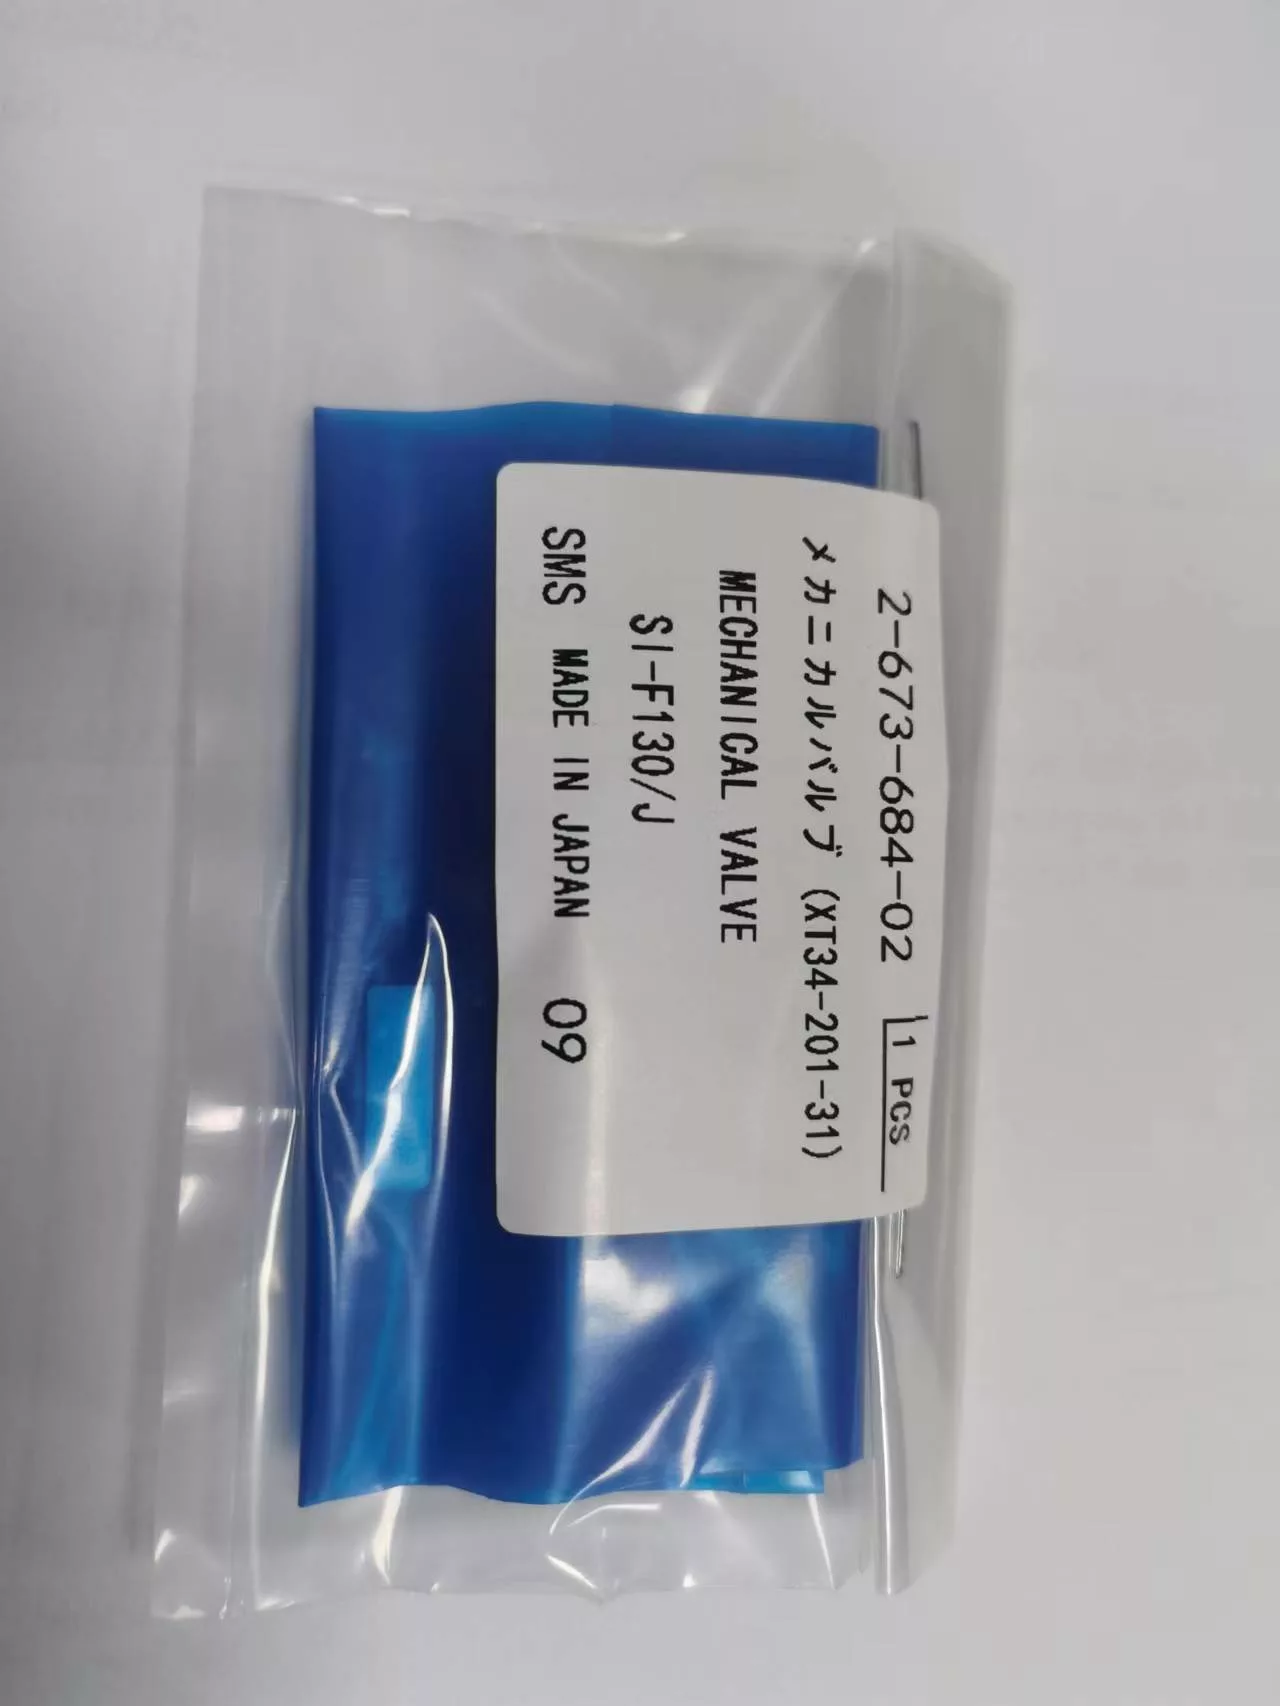 2-673-684-02 1 PCS
メカニカルバルブ (XT34-201-31)
MECHANICAL VALVE
SI-F130/J
SMS MADE IN JAPAN 09